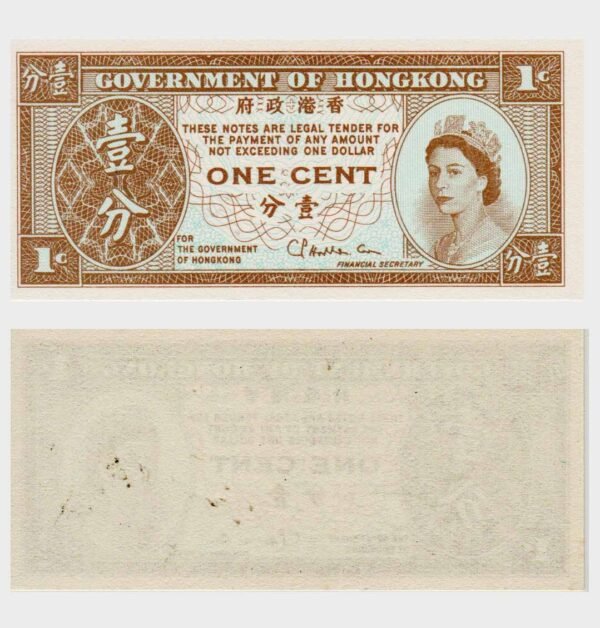 壹分 GOVERNMENT OF HONGKONG 1c
府政港香
THESE NOTES ARE LEGAL TENDER FOR
THE PAYMENT OF ANY AMOUNT
NOT EXCEEDING ONE DOLLAR
ONE CENT
分壹
壹分
FOR
THE GOVERNMENT
OF HONGKONG
FINANCIAL SECRETARY
1c
分壹